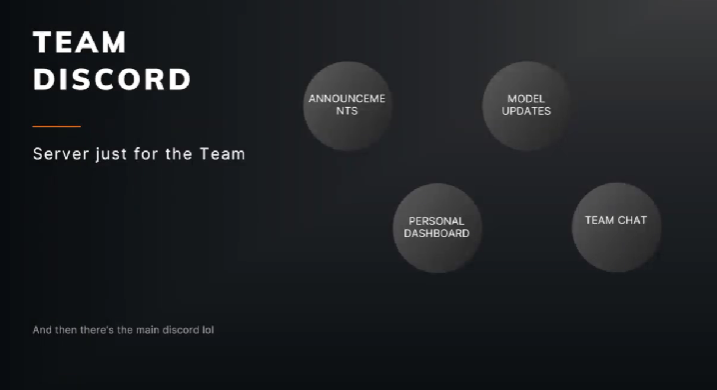 TEAM
DISCORD
Server just for the Team
ANNOUNCEME
NTS
MODEL
UPDATES
PERSONAL
DASHBOARD
TEAM CHAT
And then there's the main discord lol